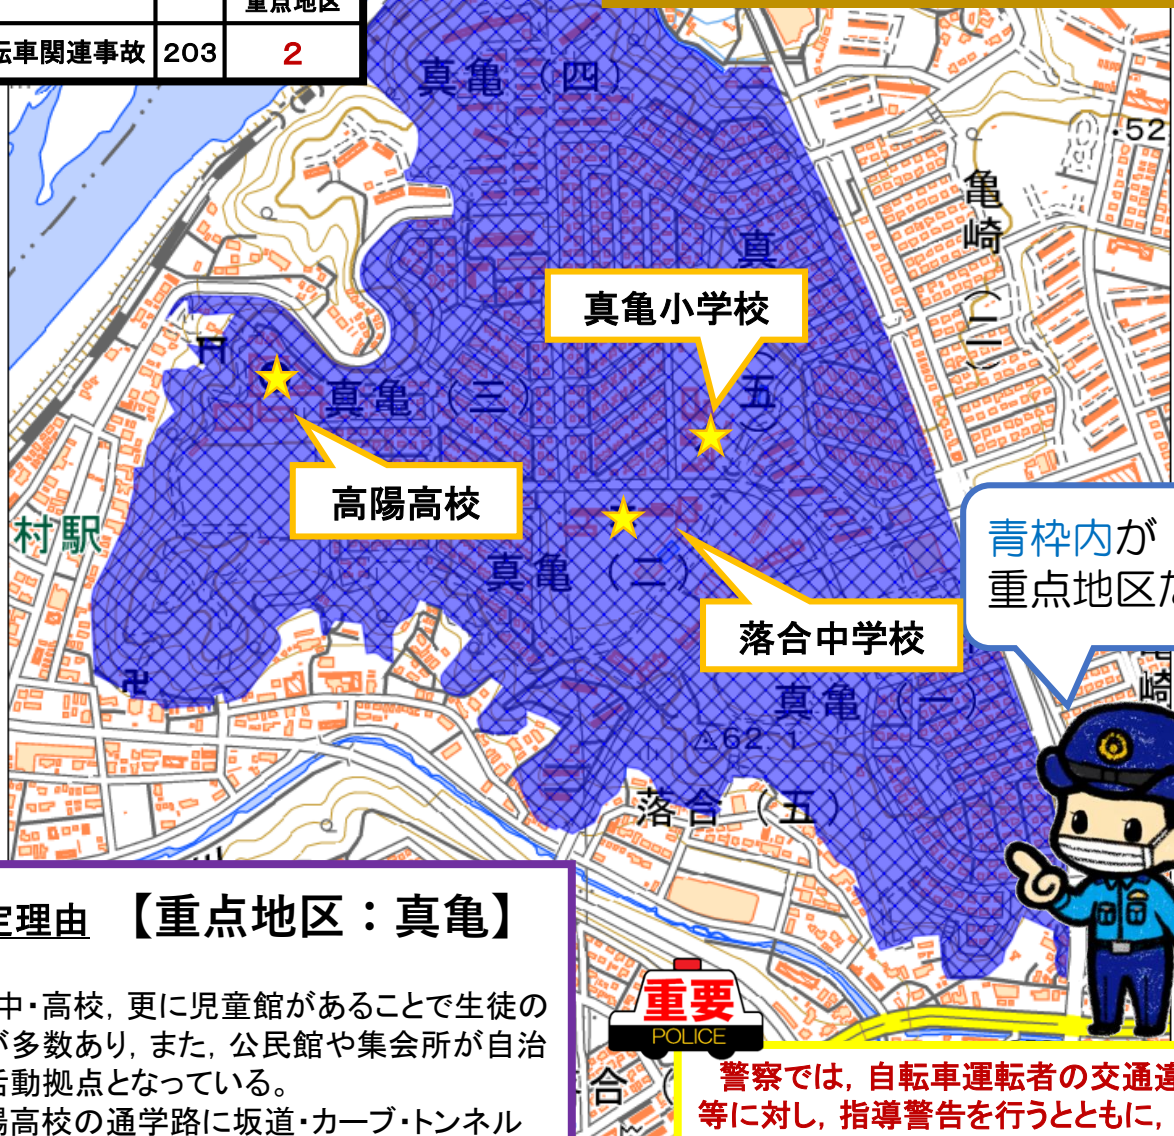 重点地区
転車関連事故 203 2
真亀(四)
・52
亀崎(二)
真(五)
真亀小学校
真亀(三)
高陽高校
村駅
青枠内が
重点地区だ
真亀(二)
落合中学校
崎
真亀(一)
△62.1
落合(五)
定理由 【重点地区:真亀】
中・高校,更に児童館があることで生徒の
が多数あり,また,公民館や集会所が自治
活動拠点となっている。
陽高校の通学路に坂道・カーブ・トンネル
重要
POLICE
合
警察では,自転車運転者の交通違
等に対し,指導警告を行うとともに,